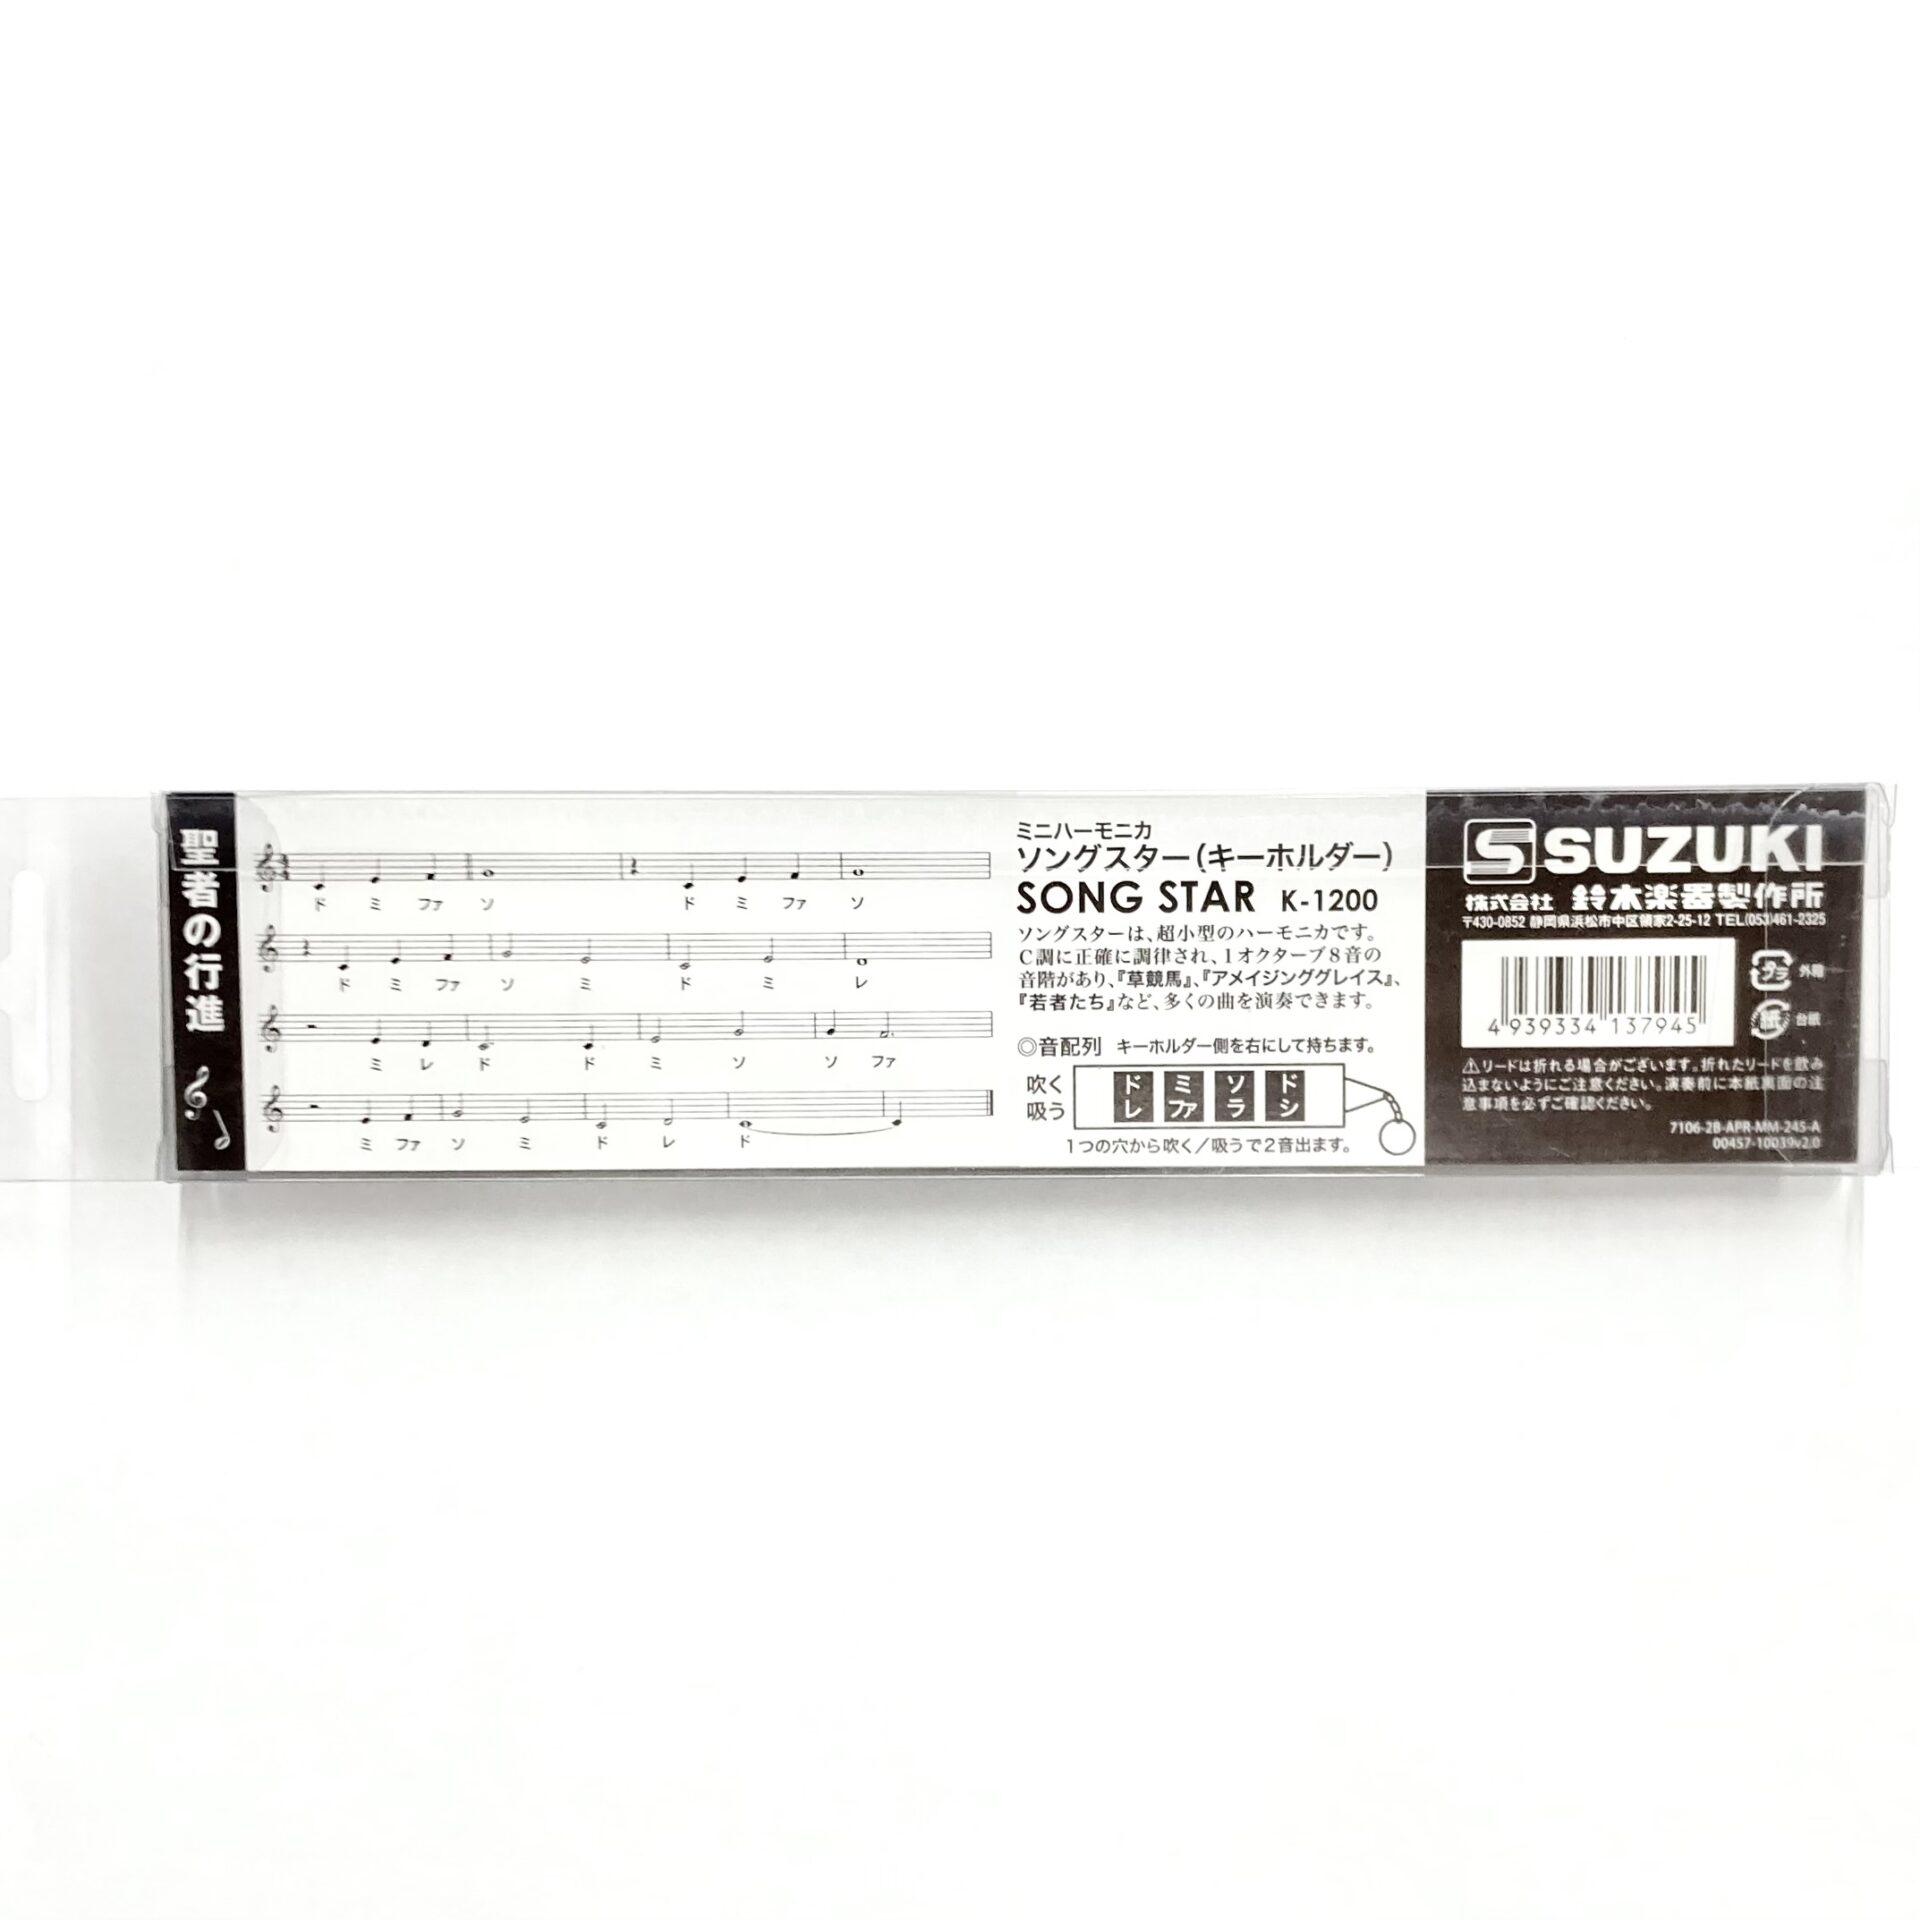 聖者の行進
ド ミ ファ ソ ド ミ ファ ソ
ド ミ ファ ソ ミ ド ミ レ
ミ レ ド ド ミ ソ ソ ファ
ミ ファ ソ ミ ド レ ド
ミニハーモニカ
ソングスター(キーホルダー)
SONG STAR K-1200
ソングスターは、超小型のハーモニカです。
C調に正確に調律され、1オクターブ8音の
音階があり、『草競馬』、『アメイジンググレイス』、
『若者たち』など、多くの曲を演奏できます。
◎音配列 キーホルダー側を右にして持ちます。
吹く ド ミ ソ ド
吸う レ ファ ラ シ
1つの穴から吹く/吸うで2音出ます。
S SUZUKI
株式会社 鈴木楽器製作所
〒430-0852 静岡県浜松市中区領家2-25-12 TEL(053)461-2325
4 939334 137945
プラ 外箱
紙 台紙
⚠リードは折れる場合がございます。折れたリードを飲み
込まないようにご注意ください。演奏前に本紙裏面の注
意事項を必ずご確認ください。
7106-2B-APR-MM-245-A
00457-10039v2.0